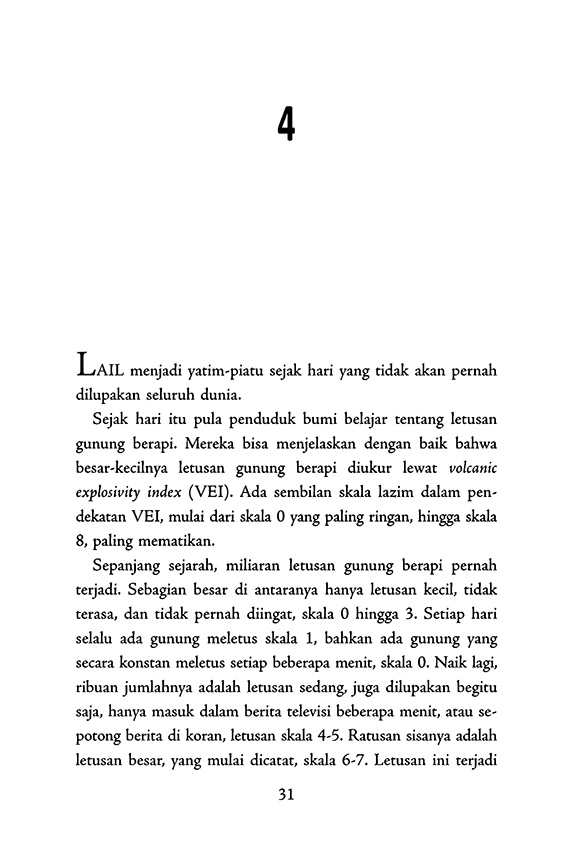 4
LAIL menjadi yatim-piatu sejak hari yang tidak akan pernah
dilupakan seluruh dunia.
Sejak hari itu pula penduduk bumi belajar tentang letusan
gunung berapi. Mereka bisa menjelaskan dengan baik bahwa
besar-kecilnya letusan gunung berapi diukur lewat volcanic
explosivity index (VEI). Ada sembilan skala lazim dalam pen-
dekatan VEI, mulai dari skala 0 yang paling ringan, hingga skala
8, paling mematikan.
Sepanjang sejarah, miliaran letusan gunung berapi pernah
terjadi. Sebagian besar di antaranya hanya letusan kecil, tidak
terasa, dan tidak pernah diingat, skala 0 hingga 3. Setiap hari
selalu ada gunung meletus skala 1, bahkan ada gunung yang
secara konstan meletus setiap beberapa menit, skala 0. Naik lagi,
ribuan jumlahnya adalah letusan sedang, juga dilupakan begitu
saja, hanya masuk dalam berita televisi beberapa menit, atau se-
potong berita di koran, letusan skala 4-5. Ratusan sisanya adalah
letusan besar, yang mulai dicatat, skala 6-7. Letusan ini terjadi
31